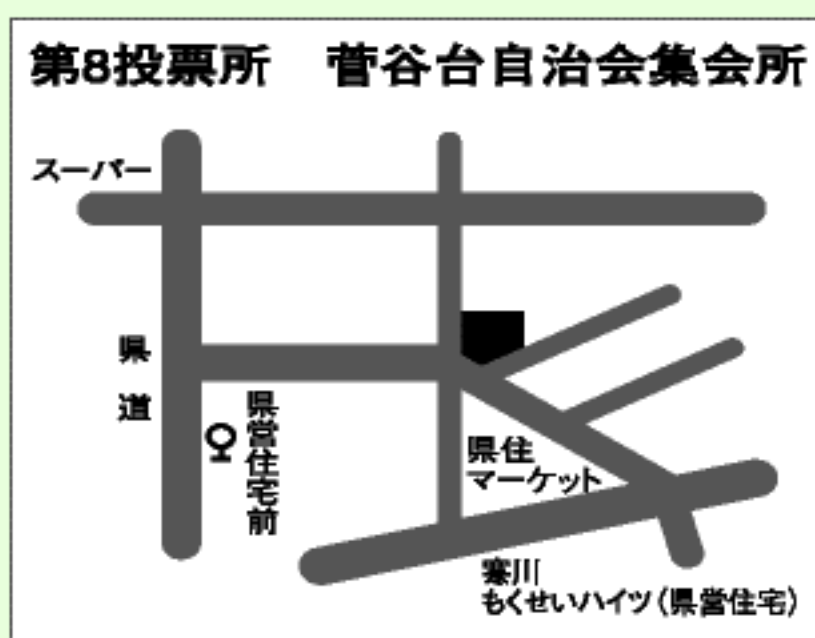 第8投票所 菅谷台自治会集会所
スーパー
県道
県営住宅前
県住
マーケット
寒川
もくせいハイツ(県営住宅)